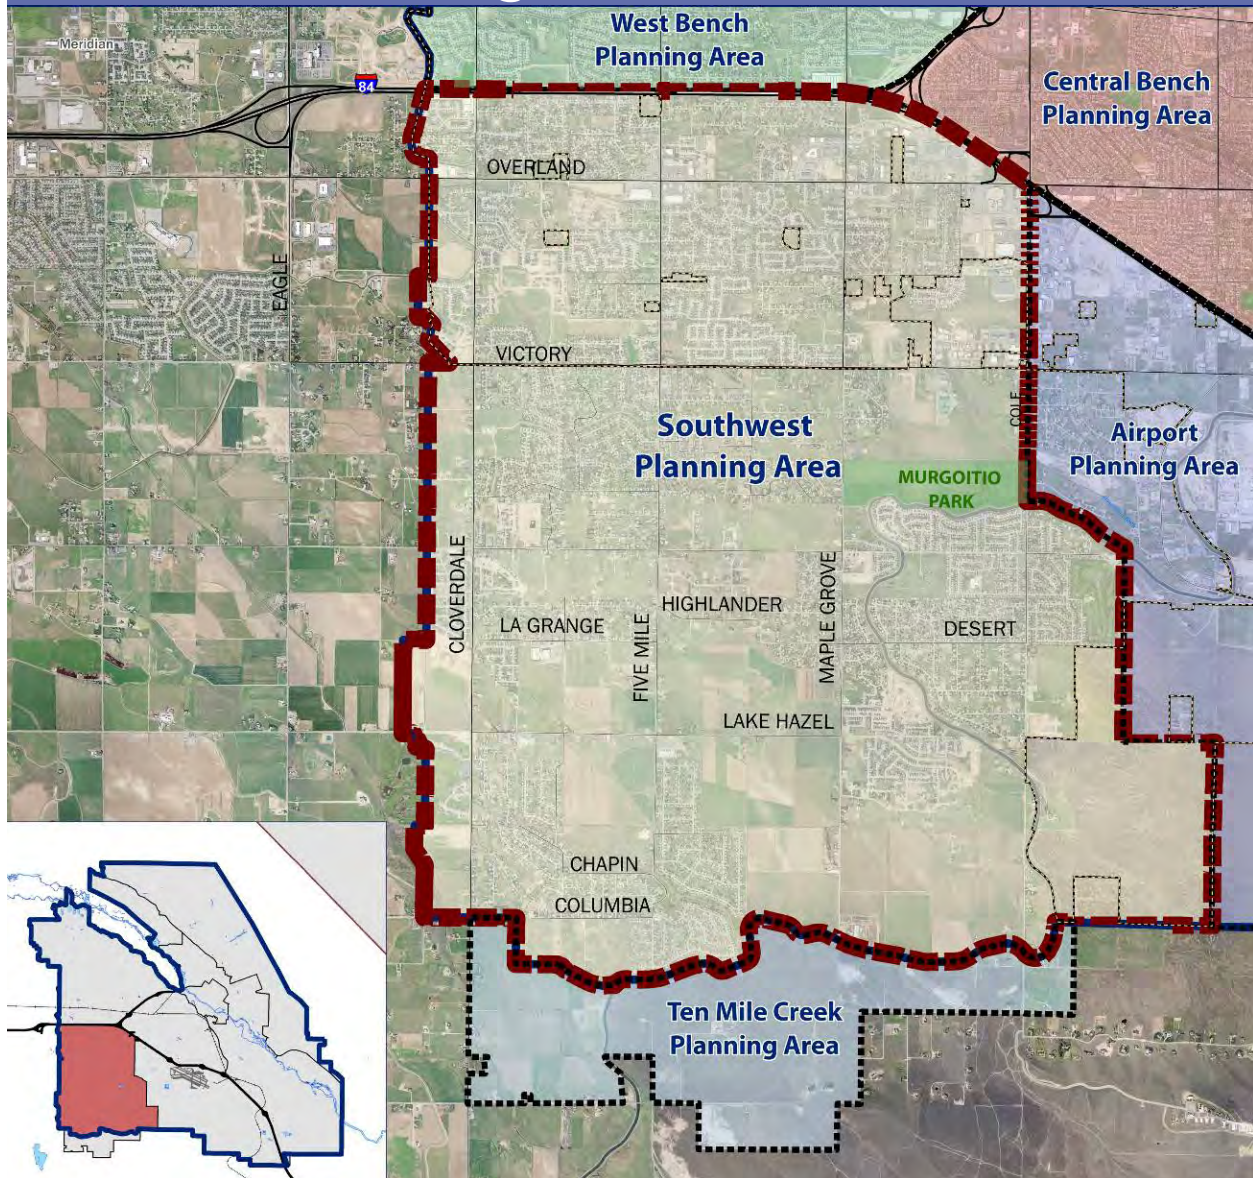 West Bench
Planning Area
Meridian
84
Central Bench
Planning Area
OVERLAND
EAGLE
VICTORY
COLE
Southwest
Planning Area
Airport
Planning Area
MURGOITIO
PARK
CLOVERDALE
MAPLE GROVE
HIGHLANDER
LA GRANGE
FIVE MILE
DESERT
LAKE HAZEL
CHAPIN
COLUMBIA
Ten Mile Creek
Planning Area